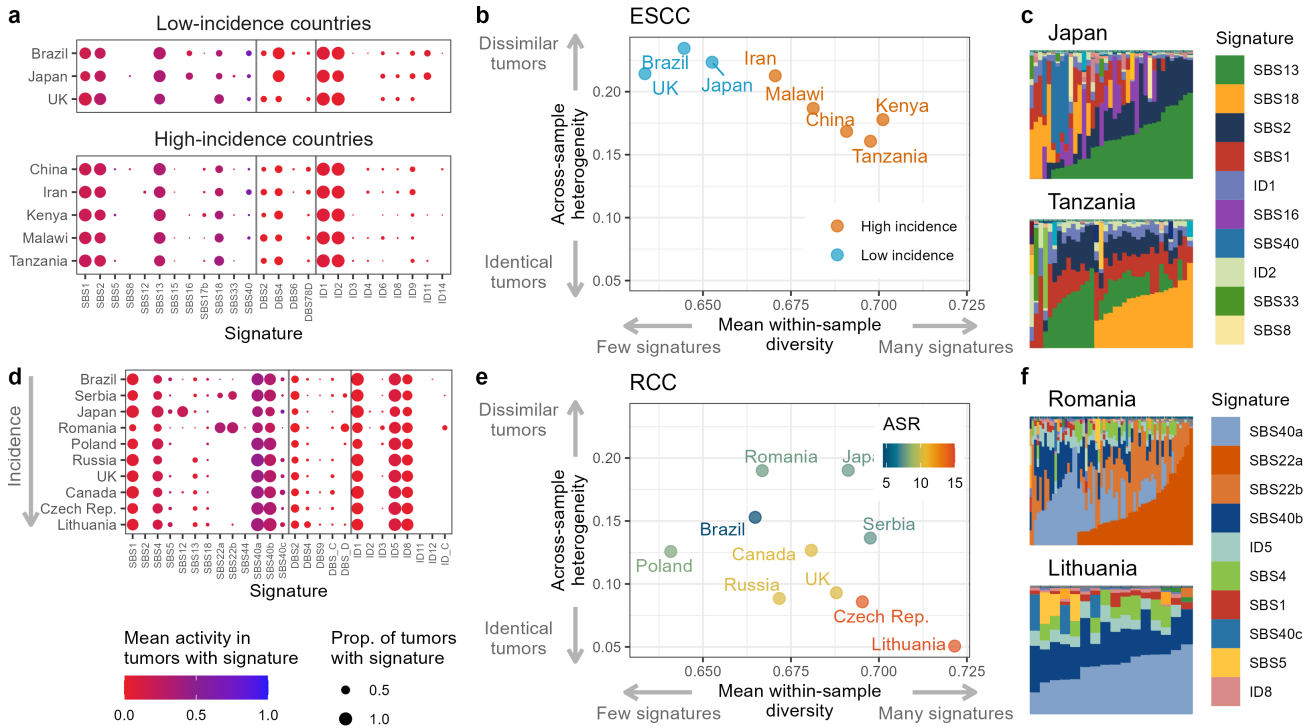 a
Low-incidence countries
Brazil
Japan
UK
High-incidence countries
China
Iran
Kenya
Malawi
Tanzania
SBS1
SBS2
SBS5
SBS8
SBS12
SBS13
SBS15
SBS16
SBS17b
SBS18
SBS33
SBS40
DBS2
DBS4
DBS6
DBS78D
ID1
ID2
ID3
ID4
ID6
ID8
ID9
ID11
ID14
Signature
b
ESCC
Dissimilar
tumors
Across-sample
heterogeneity
Identical
tumors
0.20
0.15
0.10
0.05
Brazil
UK
Japan
Iran
Malawi
China
Kenya
Tanzania
High incidence
Low incidence
0.650
0.675
0.700
0.725
Mean within-sample
diversity
Few signatures
Many signatures
c
Japan
Tanzania
Signature
SBS13
SBS18
SBS2
SBS1
ID1
SBS16
SBS40
ID2
SBS33
SBS8
d
Incidence
Brazil
Serbia
Japan
Romania
Poland
Russia
UK
Canada
Czech Rep.
Lithuania
SBS1
SBS2
SBS4
SBS5
SBS12
SBS13
SBS18
SBS22a
SBS22b
SBS44
SBS40a
SBS40b
SBS40c
DBS2
DBS4
DBS9
DBS_C
DBS_D
ID1
ID2
ID3
ID5
ID8
ID11
ID12
ID_C
Signature
Mean activity in
tumors with signature
0.0
0.5
1.0
Prop. of tumors
with signature
0.5
1.0
e
RCC
Dissimilar
tumors
Across-sample
heterogeneity
Identical
tumors
0.20
0.15
0.10
0.05
Romania
Japa
Brazil
Serbia
Poland
Canada
Russia
UK
Czech Rep.
Lithuania
ASR
5
10
15
0.650
0.675
0.700
0.725
Mean within-sample
diversity
Few signatures
Many signatures
f
Romania
Lithuania
Signature
SBS40a
SBS22a
SBS22b
SBS40b
ID5
SBS4
SBS1
SBS40c
SBS5
ID8